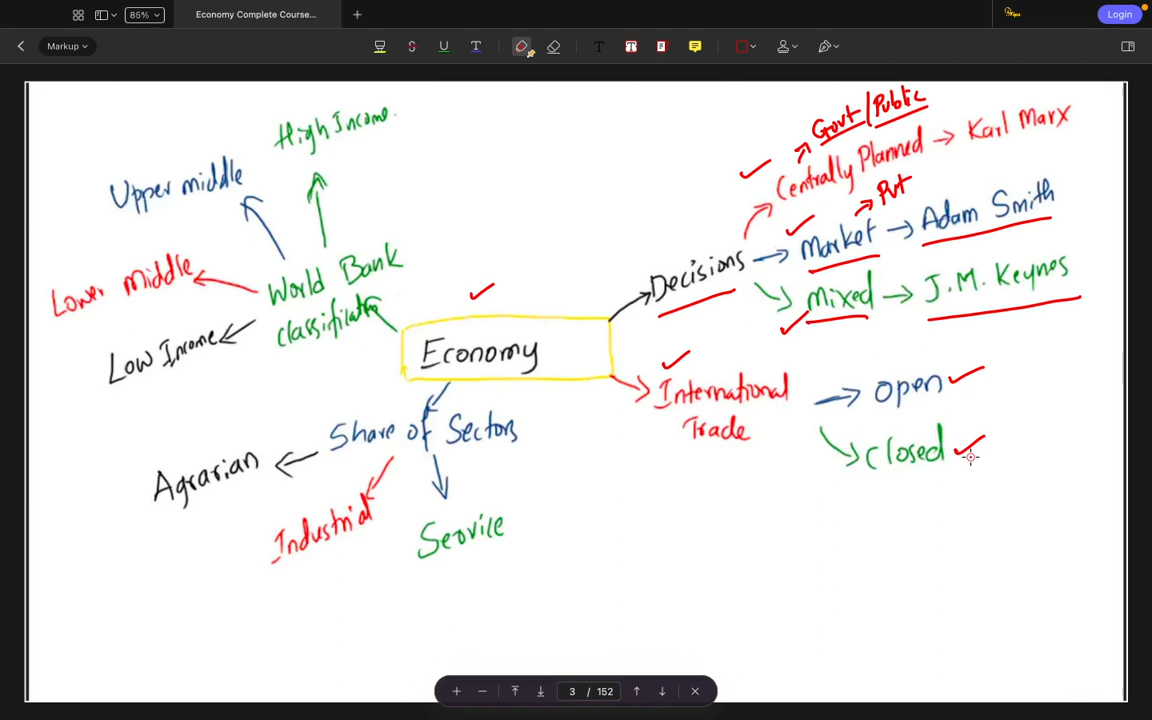 85%
Economy Complete Course...
Login
Markup
High Income
Upper middle
Lower Middle
World Bank
classification
Low Income
Economy
Share of Sectors
Agrarian
Industrial
Service
Govt/Public
Centrally Planned → Karl Marx
Pvt
Decisions → Market → Adam Smith
Mixed → J.M. Keynes
International
Trade
→ open
closed
3 / 152